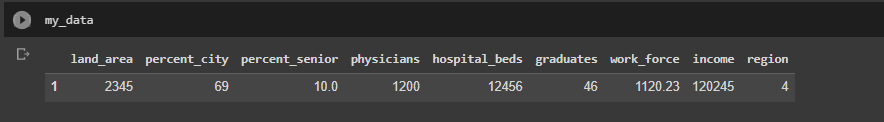 my_data
land_area percent_city percent_senior physicians hospital_beds graduates work_force income region
1 2345 69 10.0 1200 12456 46 1120.23 120245 4